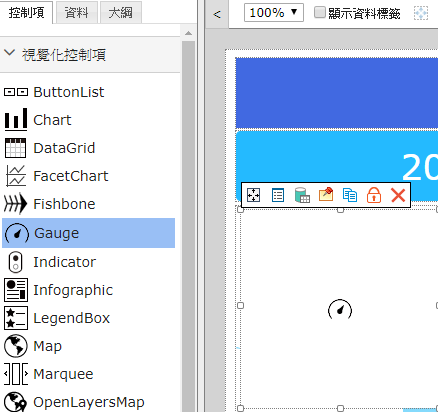 控制項 資料 大綱
< 100% 顯示資料標籤
視覺化控制項
ButtonList
Chart
DataGrid
FacetChart
Fishbone
Gauge
Indicator
Infographic
LegendBox
Map
Marquee
OpenLayersMap
20